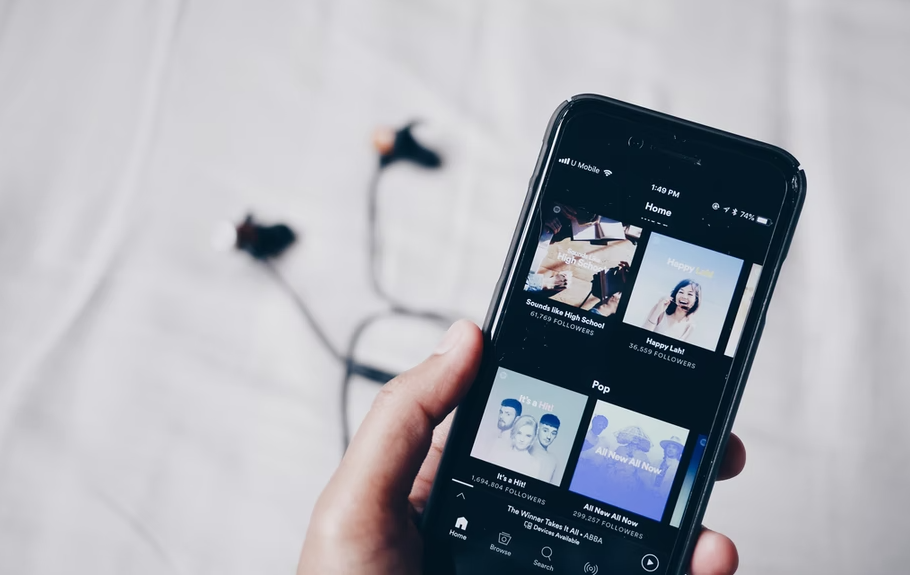 U Mobile
1:49 PM
74%
Home
High School
Happy Lah!
Sounds like High School
61,769 FOLLOWERS
Happy Lah!
36,559 FOLLOWERS
Pop
It's a Hit!
All New All Now
It's a Hit!
1,694,804 FOLLOWERS
All New All Now
299,257 FOLLOWERS
The Winner Takes It All • ABBA
Devices Available
Home
Browse
Search